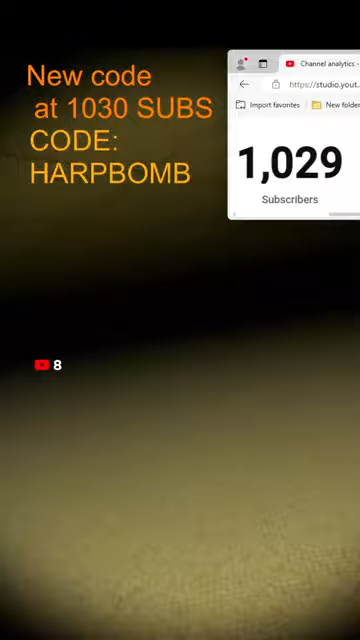 New code
at 1030 SUBS
CODE:
HARPBOMB
Channel analytics -
https://studio.yout
Import favorites
New folde
1,029
Subscribers
8